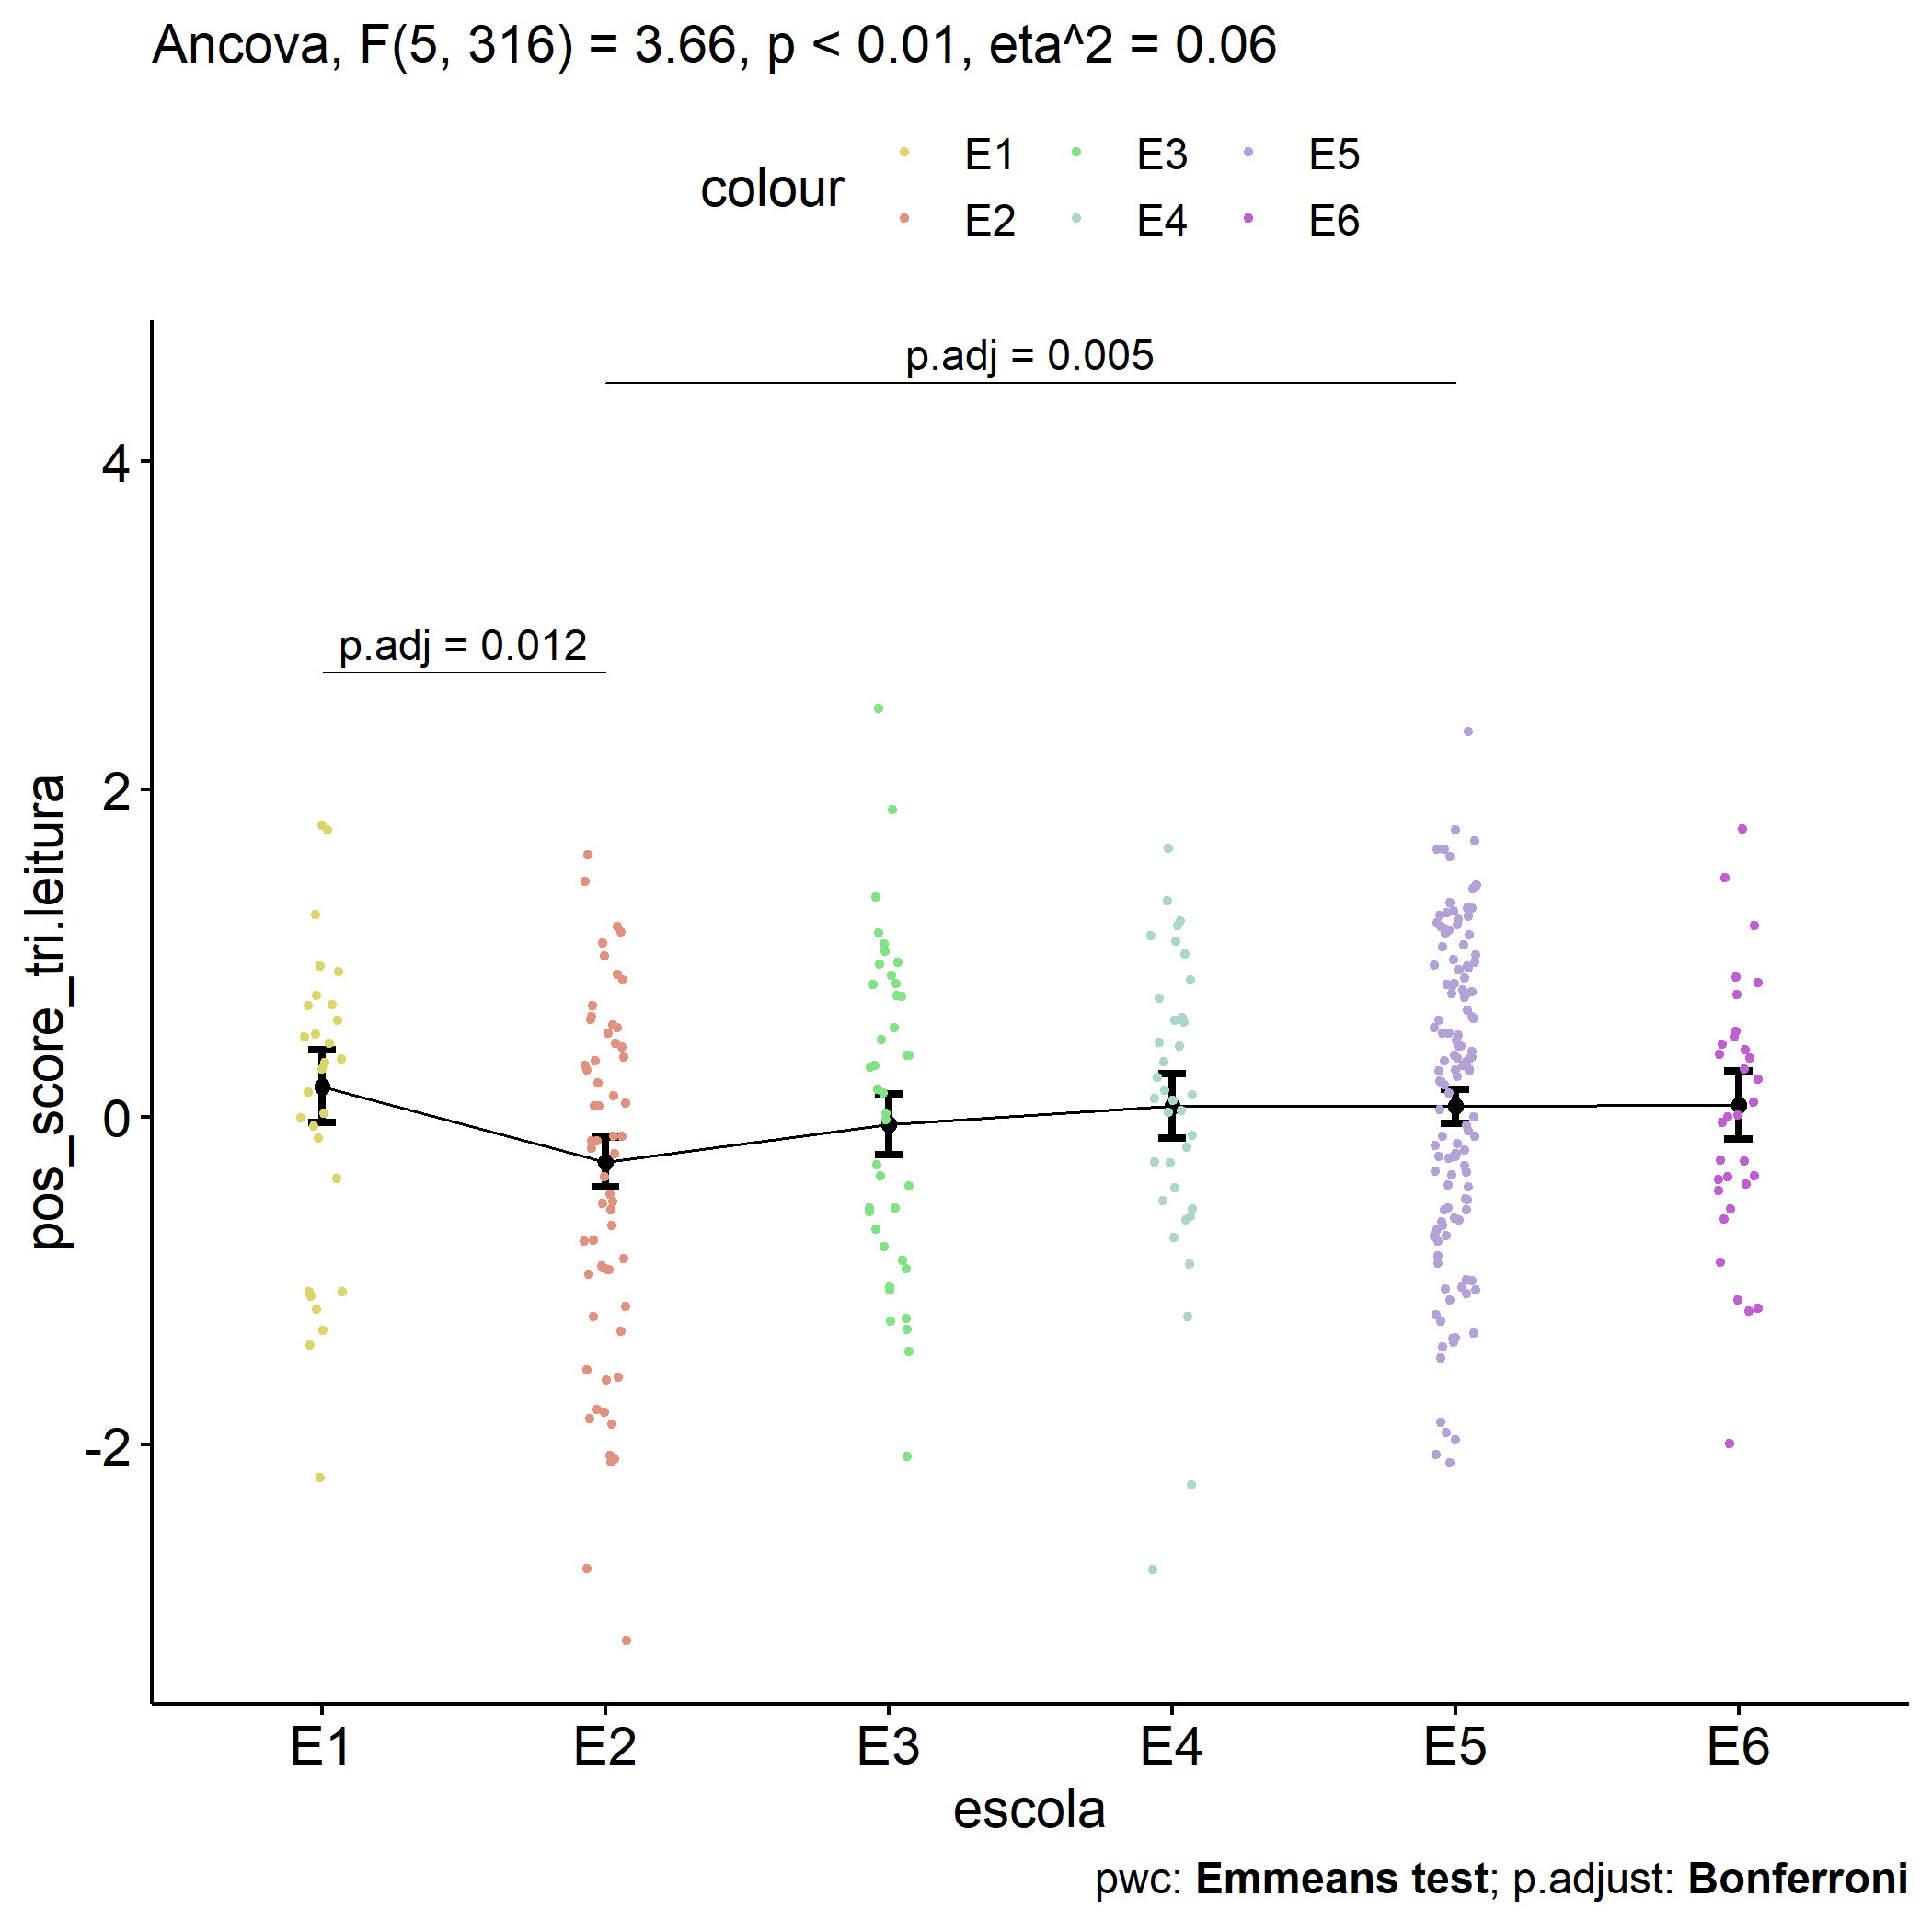 Ancova, F(5, 316) = 3.66, p < 0.01, eta^2 = 0.06
colour
E1 E3 E5
E2 E4 E6
p.adj = 0.005
p.adj = 0.012
4
2
0
-2
pos_score_tri.leitura
E1 E2 E3 E4 E5 E6
escola
pwc: Emmeans test; p.adjust: Bonferroni